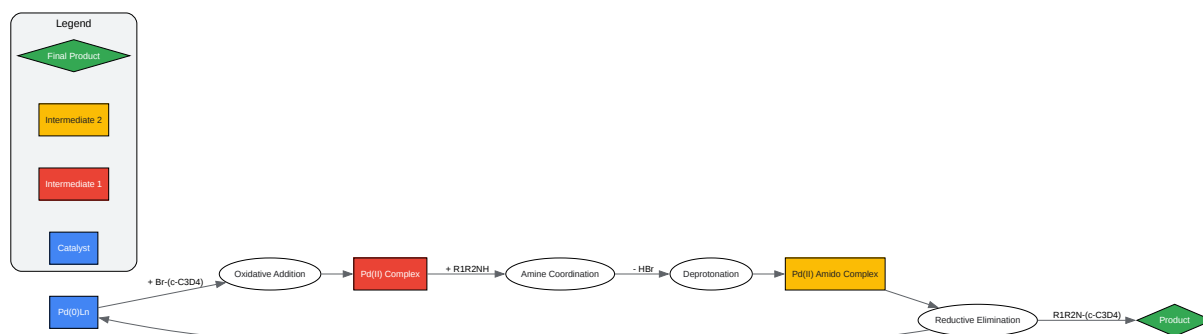 Legend
Final Product
Intermediate 2
Intermediate 1
Catalyst
Pd(0)Ln
+ Br-(c-C3D4)
Oxidative Addition
Pd(II) Complex
+ R1R2NH
Amine Coordination
- HBr
Deprotonation
Pd(II) Amido Complex
Reductive Elimination
R1R2N-(c-C3D4)
Product